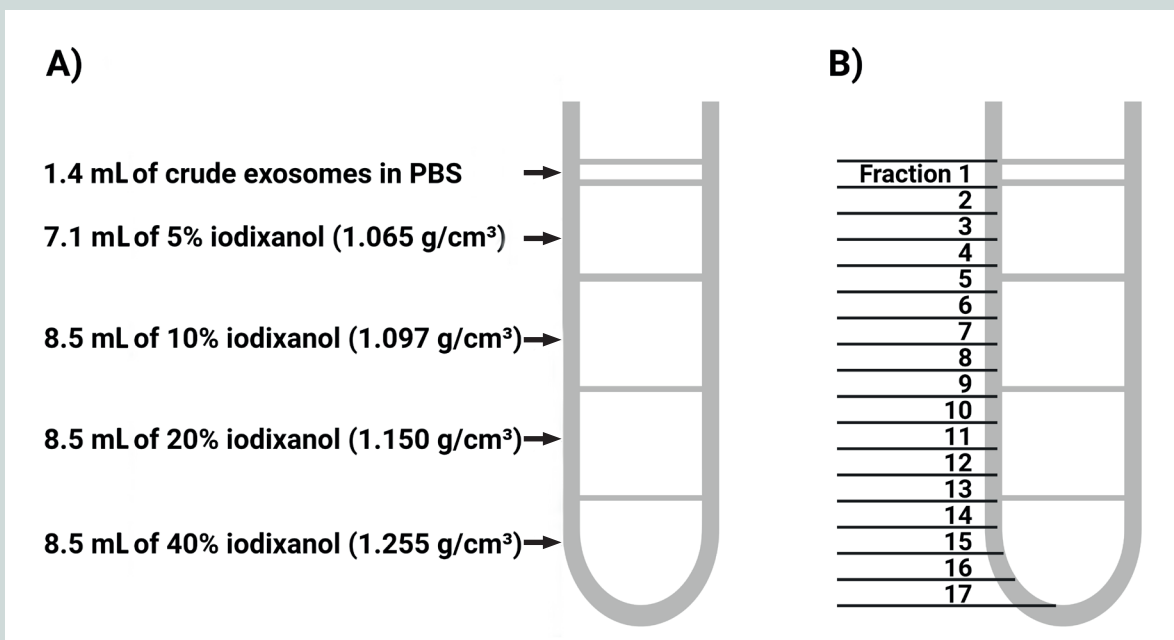 A)
1.4 mL of crude exosomes in PBS
7.1 mL of 5% iodixanol (1.065 g/cm³)
8.5 mL of 10% iodixanol (1.097 g/cm³)
8.5 mL of 20% iodixanol (1.150 g/cm³)
8.5 mL of 40% iodixanol (1.255 g/cm³)
B)
Fraction 1
2
3
4
5
6
7
8
9
10
11
12
13
14
15
16
17